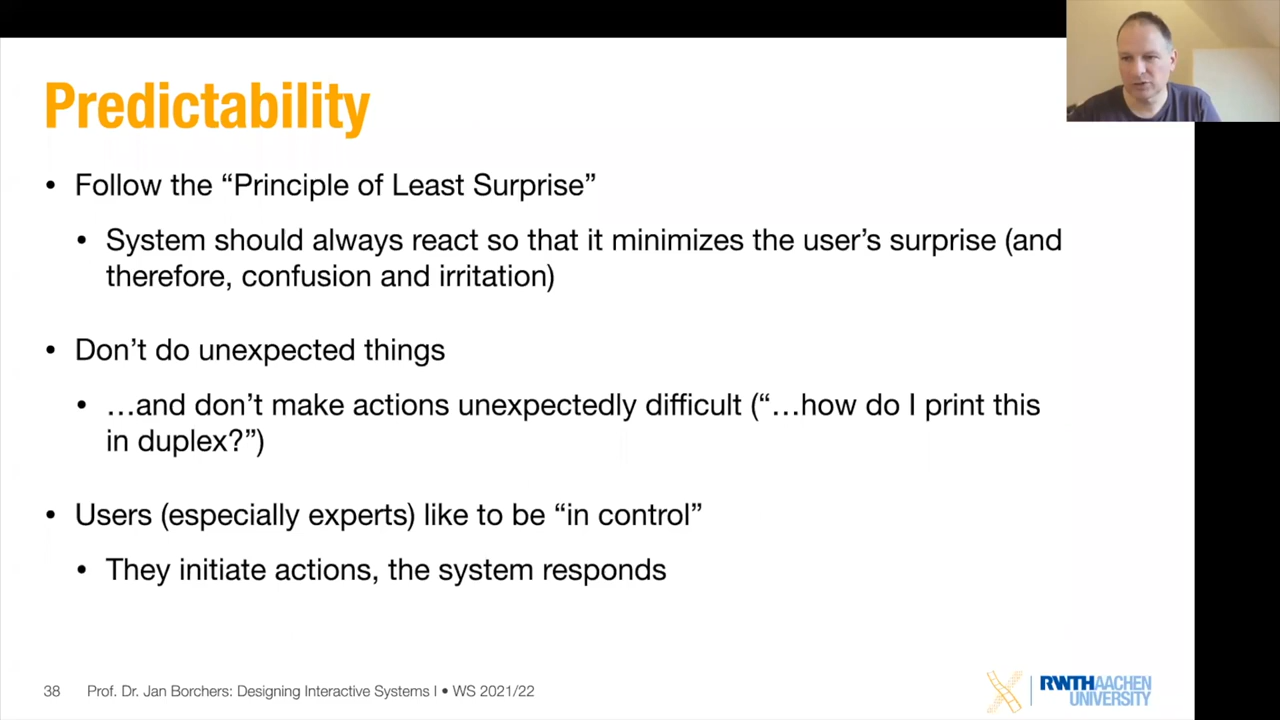 Predictability
• Follow the “Principle of Least Surprise”
• System should always react so that it minimizes the user’s surprise (and
therefore, confusion and irritation)
• Don’t do unexpected things
• …and don’t make actions unexpectedly difficult (“…how do I print this
in duplex?”)
• Users (especially experts) like to be “in control”
• They initiate actions, the system responds
38 Prof. Dr. Jan Borchers: Designing Interactive Systems I • WS 2021/22
RWTHAACHEN
UNIVERSITY